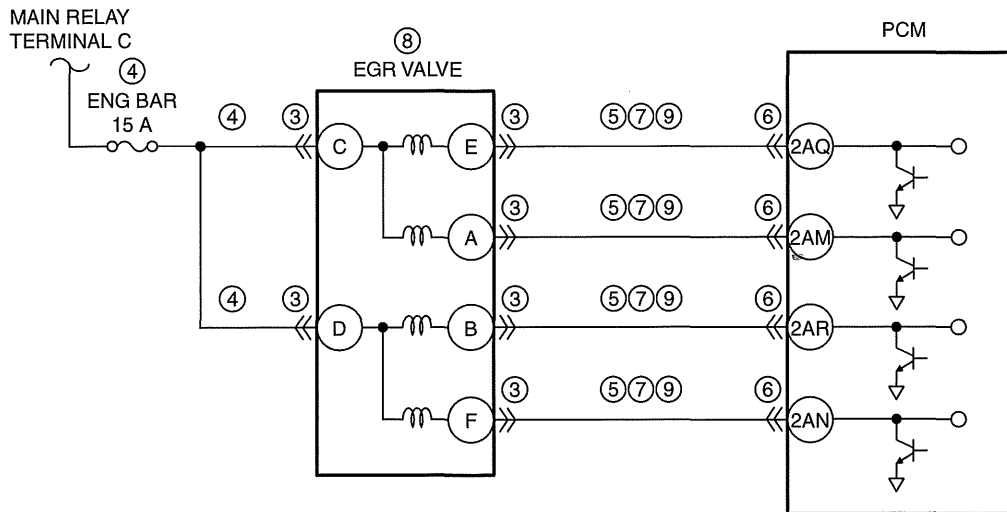 MAIN RELAY
TERMINAL C
④
ENG BAR
15 A
⑧
EGR VALVE
PCM
④ ③ C E ③ ⑤⑦⑨ ⑥ 2AQ
A ③ ⑤⑦⑨ ⑥ 2AM
④ ③ D B ③ ⑤⑦⑨ ⑥ 2AR
F ③ ⑤⑦⑨ ⑥ 2AN